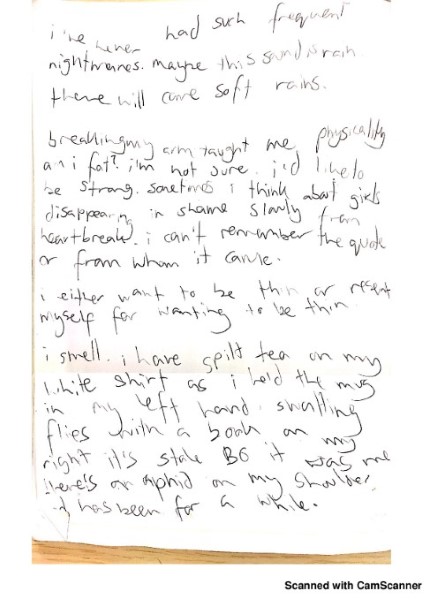 i've never had such frequent
nightmares. maybe this sand is rain
there will come soft rains.
breaking my arm taught me physicality
am i fat? i'm not sure. i'd like to
be strong. sometimes i think about girls
disappearing in shame slowly from
heartbreak. i can't remember the quote
or from whom it came.
i either want to be thin or resent
myself for wanting to be thin.
i smell. i have spilt tea on my
white shirt as i hold the mug
in my left hand. swatting
flies with a book on my
right it's stale BO it was me
there's an aphid on my shoulder
it has been for a while.
Scanned with CamScanner